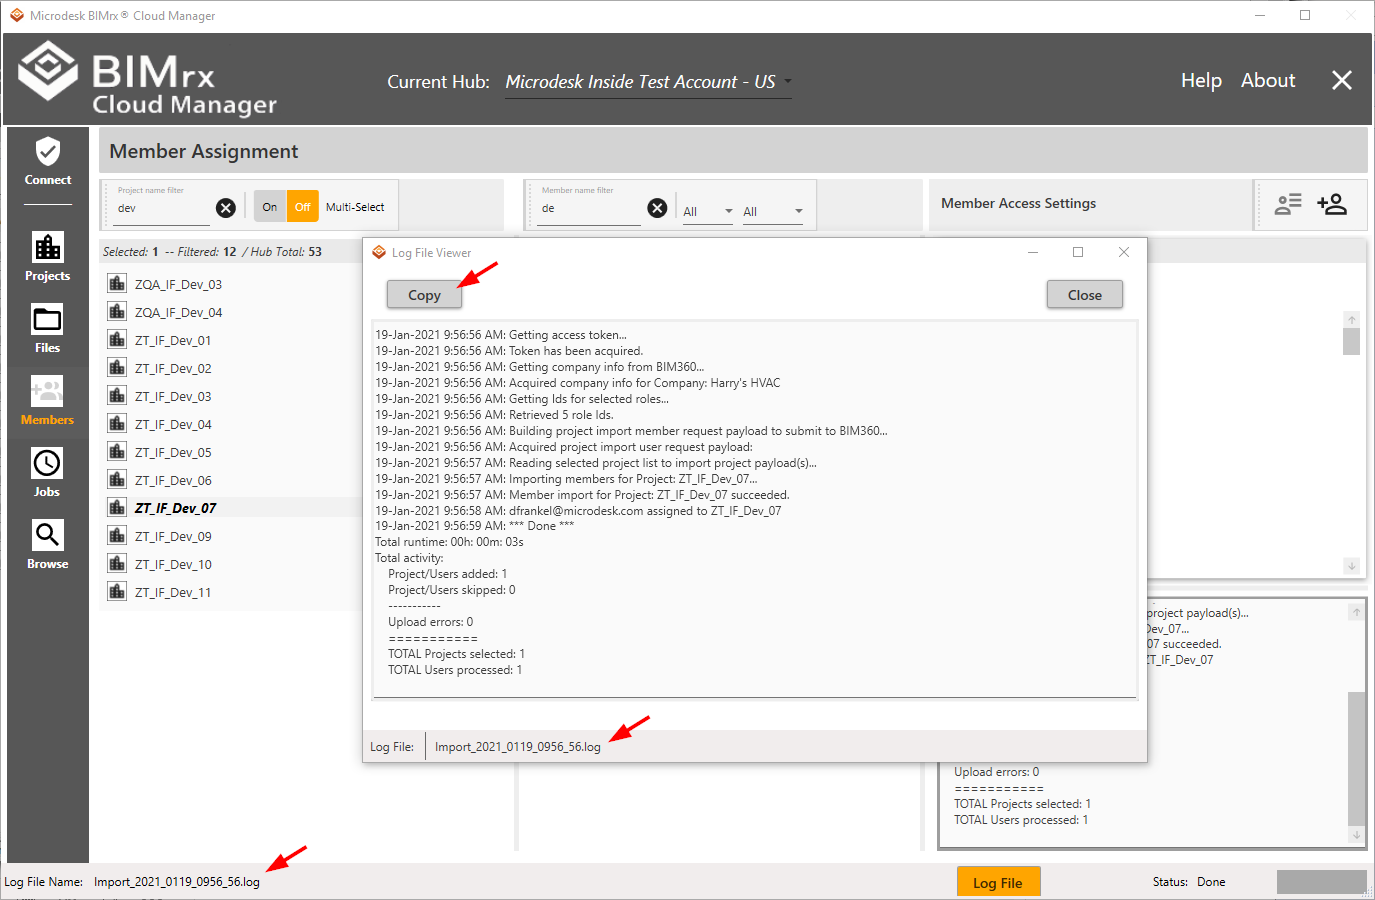 Microdesk BIMrx® Cloud Manager
BIMrx
Cloud Manager
Current Hub: Microdesk Inside Test Account - US
Help About
Member Assignment
Connect
Projects
Files
Members
Jobs
Browse
Project name filter
dev
On Off Multi-Select
Member name filter
de
All All
Member Access Settings
Selected: 1 -- Filtered: 12 / Hub Total: 53
ZQA_IF_Dev_03
ZQA_IF_Dev_04
ZT_IF_Dev_01
ZT_IF_Dev_02
ZT_IF_Dev_03
ZT_IF_Dev_04
ZT_IF_Dev_05
ZT_IF_Dev_06
ZT_IF_Dev_07
ZT_IF_Dev_09
ZT_IF_Dev_10
ZT_IF_Dev_11
Log File Viewer
Copy Close
19-Jan-2021 9:56:56 AM: Getting access token...
19-Jan-2021 9:56:56 AM: Token has been acquired.
19-Jan-2021 9:56:56 AM: Getting company info from BIM360...
19-Jan-2021 9:56:56 AM: Acquired company info for Company: Harry's HVAC
19-Jan-2021 9:56:56 AM: Getting Ids for selected roles...
19-Jan-2021 9:56:56 AM: Retrieved 5 role Ids.
19-Jan-2021 9:56:56 AM: Building project import member request payload to submit to BIM360...
19-Jan-2021 9:56:56 AM: Acquired project import user request payload:
19-Jan-2021 9:56:57 AM: Reading selected project list to import project payload(s)...
19-Jan-2021 9:56:57 AM: Importing members for Project: ZT_IF_Dev_07...
19-Jan-2021 9:56:57 AM: Member import for Project: ZT_IF_Dev_07 succeeded.
19-Jan-2021 9:56:58 AM: dfrankel@microdesk.com assigned to ZT_IF_Dev_07
19-Jan-2021 9:56:59 AM: *** Done ***
Total runtime: 00h: 00m: 03s
Total activity:
Project/Users added: 1
Project/Users skipped: 0
-----------
Upload errors: 0
===========
TOTAL Projects selected: 1
TOTAL Users processed: 1
Log File: Import_2021_0119_0956_56.log
project payload(s)...
Dev_07...
07 succeeded.
ZT_IF_Dev_07
Upload errors: 0
===========
TOTAL Projects selected: 1
TOTAL Users processed: 1
Log File Name: Import_2021_0119_0956_56.log
Log File
Status: Done